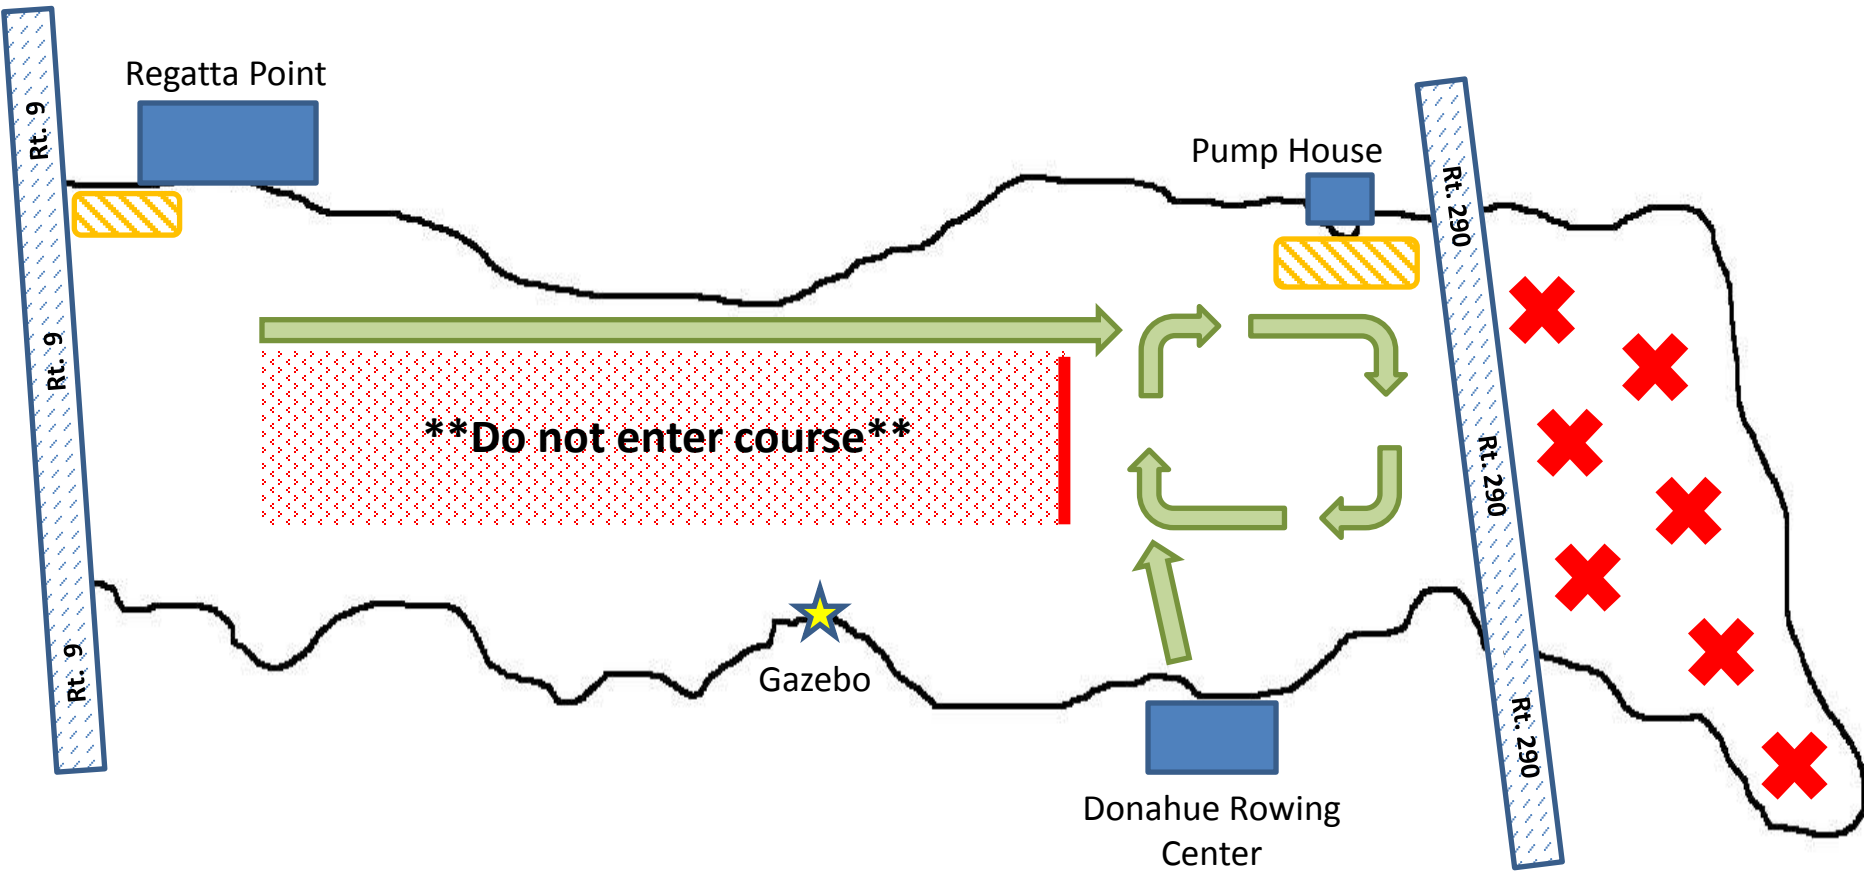 Regatta Point
Pump House
Rt. 9
Rt. 9
Rt. 9
Rt. 290
Rt. 290
Rt. 290
**Do not enter course**
Gazebo
Donahue Rowing
Center